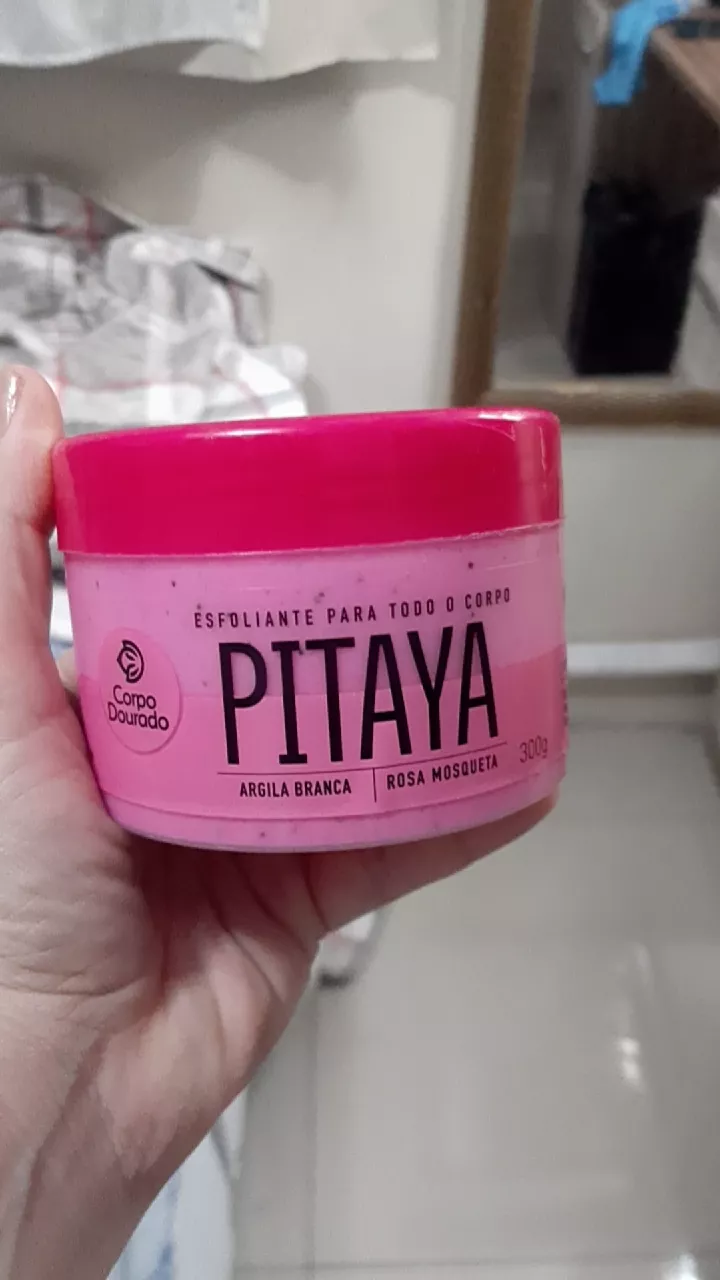 ESFOLIANTE PARA TODO O CORPO
PITAYA
Corpo
Dourado
ARGILA BRANCA
ROSA MOSQUETA
300g